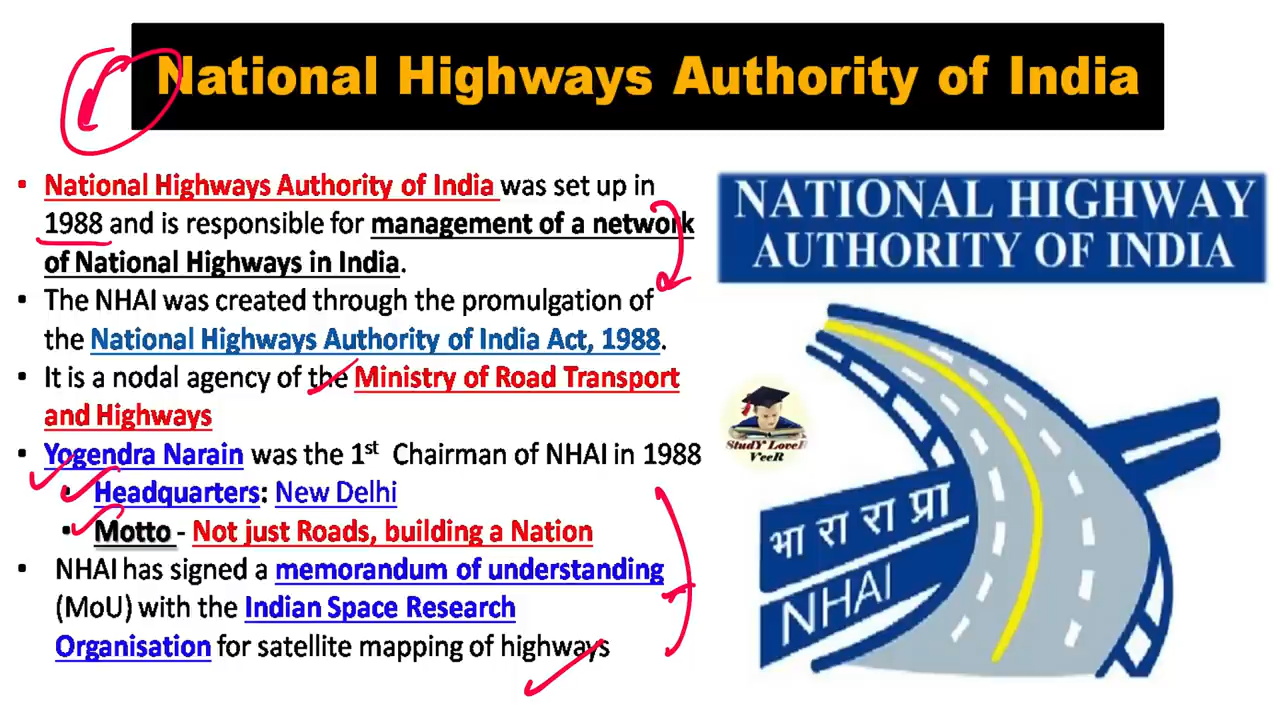 National Highways Authority of India
▪ National Highways Authority of India was set up in
1988 and is responsible for management of a network
of National Highways in India.
▪ The NHAI was created through the promulgation of
the National Highways Authority of India Act, 1988.
▪ It is a nodal agency of the Ministry of Road Transport
and Highways
▪ Yogendra Narain was the 1st Chairman of NHAI in 1988
▪ Headquarters: New Delhi
▪ Motto - Not just Roads, building a Nation
▪ NHAI has signed a memorandum of understanding
(MoU) with the Indian Space Research
Organisation for satellite mapping of highways
NATIONAL HIGHWAY
AUTHORITY OF INDIA
StudY LoveR
VeeR
भा रा रा प्रा
NHAI